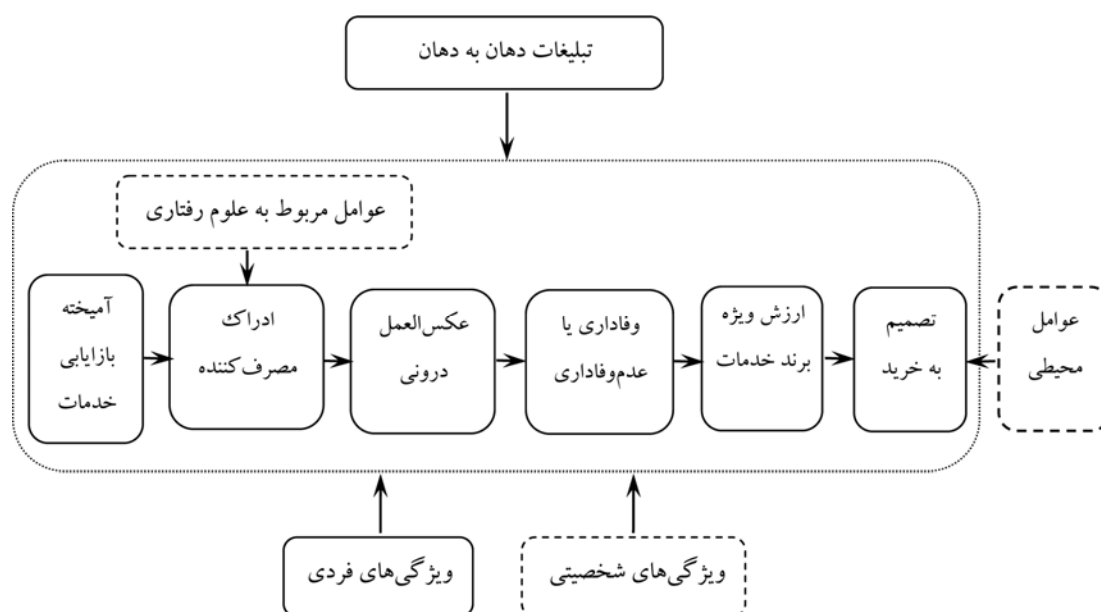 تبلیغات دهان به دهان
عوامل مربوط به علوم رفتاری
آمیخته
بازایابی
خدمات
ادراک
مصرف‌کننده
عکس‌العمل
درونی
وفاداری یا
عدم‌وفاداری
ارزش ویژه
برند خدمات
تصمیم
به خرید
عوامل
محیطی
ویژگی‌های فردی
ویژگی‌های شخصیتی